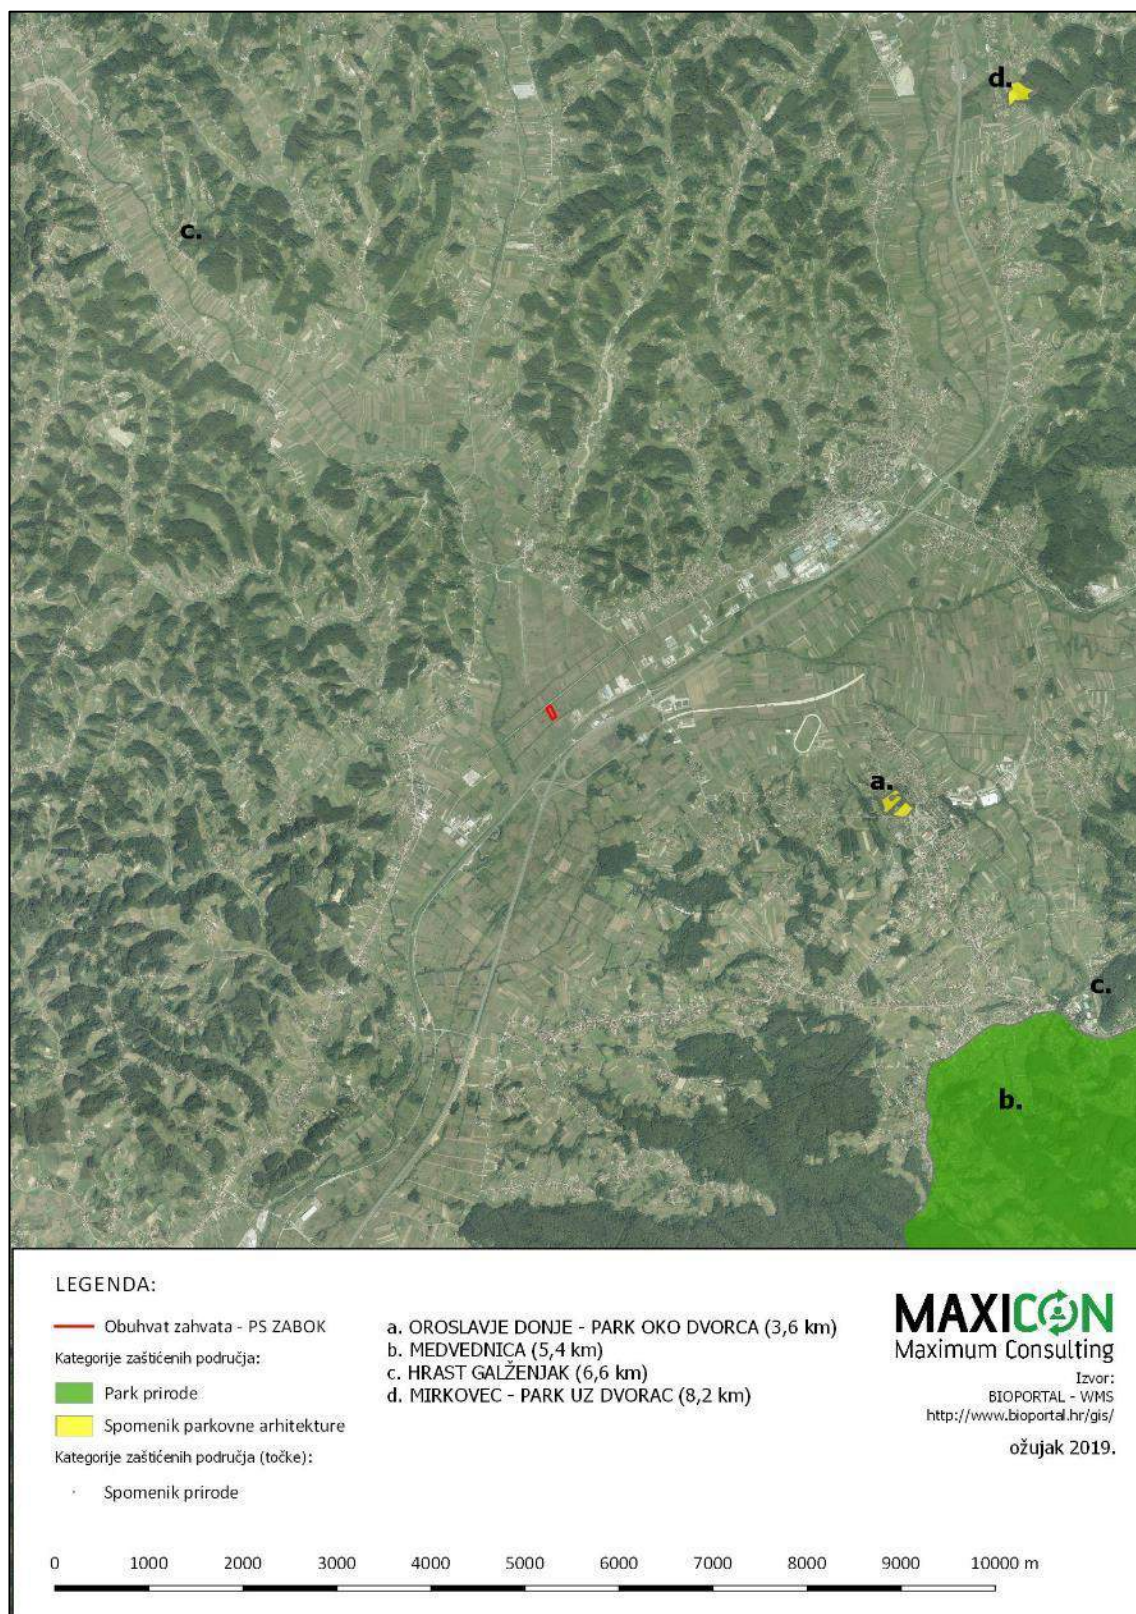 d.
c.
a.
c.
b.
LEGENDA:
Obuhvat zahvata - PS ZABOK
Kategorije zaštićenih područja:
Park prirode
Spomenik parkovne arhitekture
Kategorije zaštićenih područja (točke):
Spomenik prirode
a. OROSLAVJE DONJE - PARK OKO DVORCA (3,6 km)
b. MEDVEDNICA (5,4 km)
c. HRAST GALŽENJAK (6,6 km)
d. MIRKOVEC - PARK UZ DVORAC (8,2 km)
MAXICON
Maximum Consulting
Izvor:
BIOPORTAL - WMS
http://www.bioportal.hr/gis/
ožujak 2019.
0 1000 2000 3000 4000 5000 6000 7000 8000 9000 10000 m